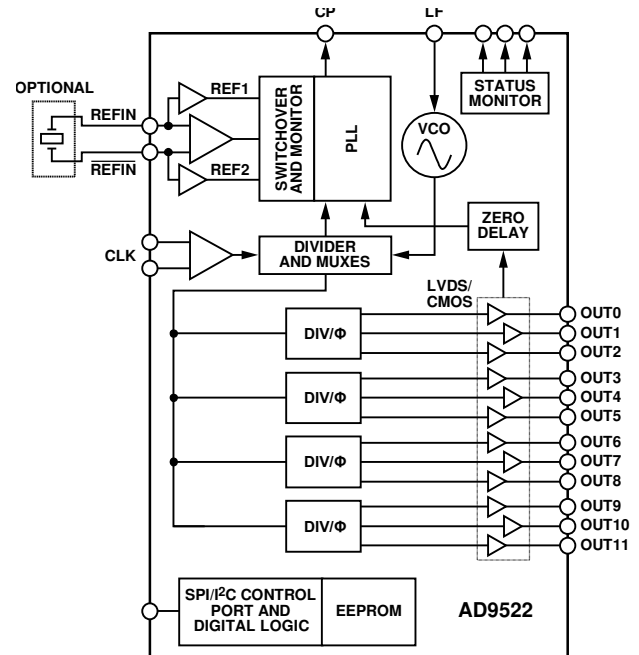 CP
LF
OPTIONAL
REFIN
REFIN
REF1
REF2
SWITCHOVER
AND MONITOR
PLL
VCO
STATUS
MONITOR
CLK
DIVIDER
AND MUXES
ZERO
DELAY
LVDS/
CMOS
DIV/Φ
DIV/Φ
DIV/Φ
DIV/Φ
OUT0
OUT1
OUT2
OUT3
OUT4
OUT5
OUT6
OUT7
OUT8
OUT9
OUT10
OUT11
SPI/I²C CONTROL
PORT AND
DIGITAL LOGIC
EEPROM
AD9522